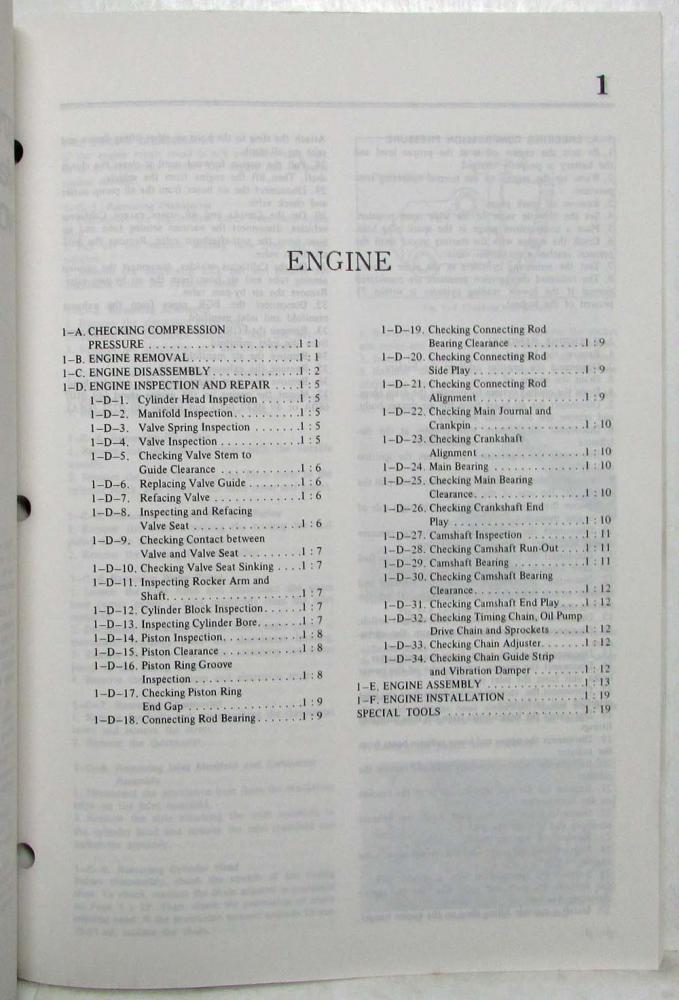 1
ENGINE
1-A. CHECKING COMPRESSION
PRESSURE . . . . . . . . . . . . . . . . . . . . . 1 : 1
1-B. ENGINE REMOVAL . . . . . . . . . . . . . . . 1 : 1
1-C. ENGINE DISASSEMBLY . . . . . . . . . . . . 1 : 2
1-D. ENGINE INSPECTION AND REPAIR . . . . 1 : 5
1-D-1. Cylinder Head Inspection . . . . . . 1 : 5
1-D-2. Manifold Inspection . . . . . . . . . . 1 : 5
1-D-3. Valve Spring Inspection . . . . . . . 1 : 5
1-D-4. Valve Inspection . . . . . . . . . . . . 1 : 5
1-D-5. Checking Valve Stem to
Guide Clearance . . . . . . . . . . . 1 : 6
1-D-6. Replacing Valve Guide . . . . . . . . 1 : 6
1-D-7. Refacing Valve . . . . . . . . . . . . . 1 : 6
1-D-8. Inspecting and Refacing
Valve Seat . . . . . . . . . . . . . . . 1 : 6
1-D-9. Checking Contact between
Valve and Valve Seat . . . . . . . . 1 : 7
1-D-10. Checking Valve Seat Sinking . . . . 1 : 7
1-D-11. Inspecting Rocker Arm and
Shaft . . . . . . . . . . . . . . . . . . . 1 : 7
1-D-12. Cylinder Block Inspection . . . . . . 1 : 7
1-D-13. Inspecting Cylinder Bore . . . . . . . 1 : 7
1-D-14. Piston Inspection . . . . . . . . . . . . 1 : 8
1-D-15. Piston Clearance . . . . . . . . . . . . 1 : 8
1-D-16. Piston Ring Groove
Inspection . . . . . . . . . . . . . . . 1 : 8
1-D-17. Checking Piston Ring
End Gap . . . . . . . . . . . . . . . . 1 : 9
1-D-18. Connecting Rod Bearing . . . . . . . 1 : 9
1-D-19. Checking Connecting Rod
Bearing Clearance . . . . . . . . . . 1 : 9
1-D-20. Checking Connecting Rod
Side Play . . . . . . . . . . . . . . . . 1 : 9
1-D-21. Checking Connecting Rod
Alignment . . . . . . . . . . . . . . . 1 : 9
1-D-22. Checking Main Journal and
Crankpin . . . . . . . . . . . . . . . . 1 : 10
1-D-23. Checking Crankshaft
Alignment . . . . . . . . . . . . . . . 1 : 10
1-D-24. Main Bearing . . . . . . . . . . . . . 1 : 10
1-D-25. Checking Main Bearing
Clearance . . . . . . . . . . . . . . . . 1 : 10
1-D-26. Checking Crankshaft End
Play . . . . . . . . . . . . . . . . . . . 1 : 10
1-D-27. Camshaft Inspection . . . . . . . . 1 : 11
1-D-28. Checking Camshaft Run-Out . . . . 1 : 11
1-D-29. Camshaft Bearing . . . . . . . . . . 1 : 11
1-D-30. Checking Camshaft Bearing
Clearance . . . . . . . . . . . . . . . . 1 : 12
1-D-31. Checking Camshaft End Play . . . . 1 : 12
1-D-32. Checking Timing Chain, Oil Pump
Drive Chain and Sprockets . . . . . 1 : 12
1-D-33. Checking Chain Adjuster . . . . . . . 1 : 12
1-D-34. Checking Chain Guide Strip
and Vibration Damper . . . . . . . . 1 : 12
1-E. ENGINE ASSEMBLY . . . . . . . . . . . . . . 1 : 13
1-F. ENGINE INSTALLATION . . . . . . . . . . . 1 : 19
SPECIAL TOOLS . . . . . . . . . . . . . . . . . . . 1 : 19